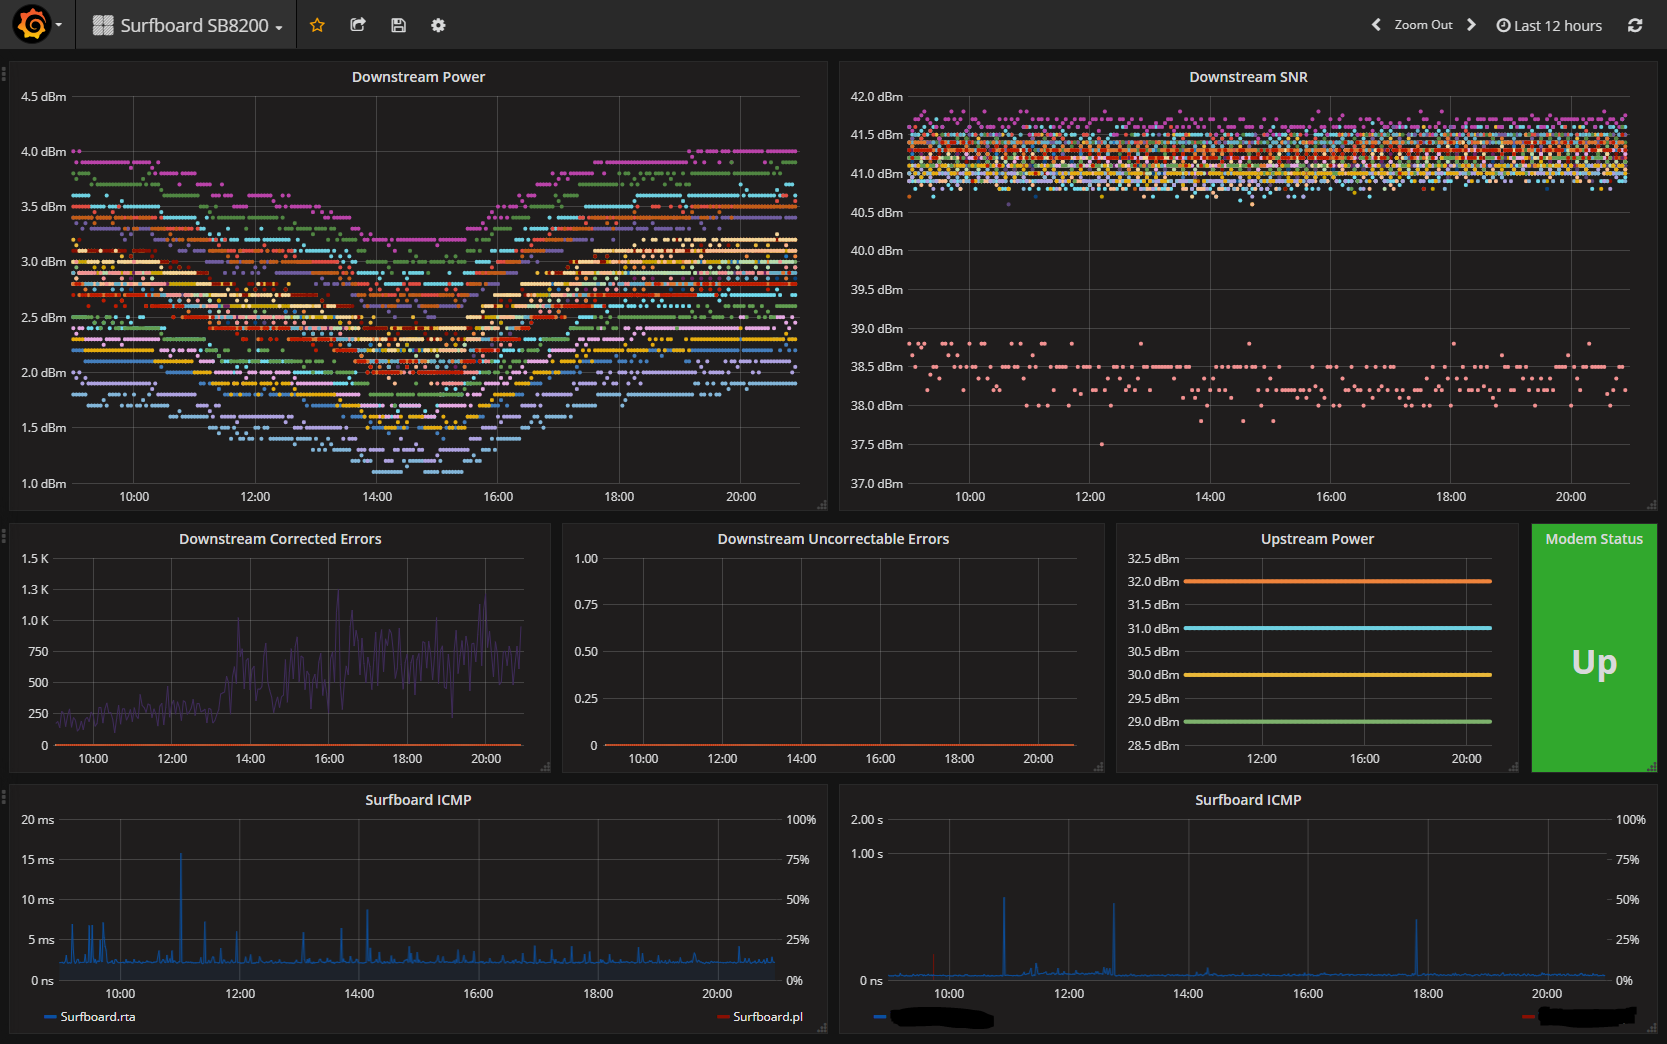 Surfboard SB8200
Zoom Out
Last 12 hours
Downstream Power
4.5 dBm
4.0 dBm
3.5 dBm
3.0 dBm
2.5 dBm
2.0 dBm
1.5 dBm
1.0 dBm
10:00 12:00 14:00 16:00 18:00 20:00
Downstream SNR
42.0 dBm
41.5 dBm
41.0 dBm
40.5 dBm
40.0 dBm
39.5 dBm
39.0 dBm
38.5 dBm
38.0 dBm
37.5 dBm
37.0 dBm
10:00 12:00 14:00 16:00 18:00 20:00
Downstream Corrected Errors
1.5 K
1.3 K
1.0 K
750
500
250
0
10:00 12:00 14:00 16:00 18:00 20:00
Downstream Uncorrectable Errors
1.00
0.75
0.50
0.25
0
10:00 12:00 14:00 16:00 18:00 20:00
Upstream Power
32.5 dBm
32.0 dBm
31.5 dBm
31.0 dBm
30.5 dBm
30.0 dBm
29.5 dBm
29.0 dBm
28.5 dBm
12:00 16:00 20:00
Modem Status
Up
Surfboard ICMP
20 ms 100%
15 ms 75%
10 ms 50%
5 ms 25%
0 ns 0%
10:00 12:00 14:00 16:00 18:00 20:00
Surfboard.rta Surfboard.pl
Surfboard ICMP
2.00 s 100%
1.00 s 75%
50%
25%
0 ns 0%
10:00 12:00 14:00 16:00 18:00 20:00